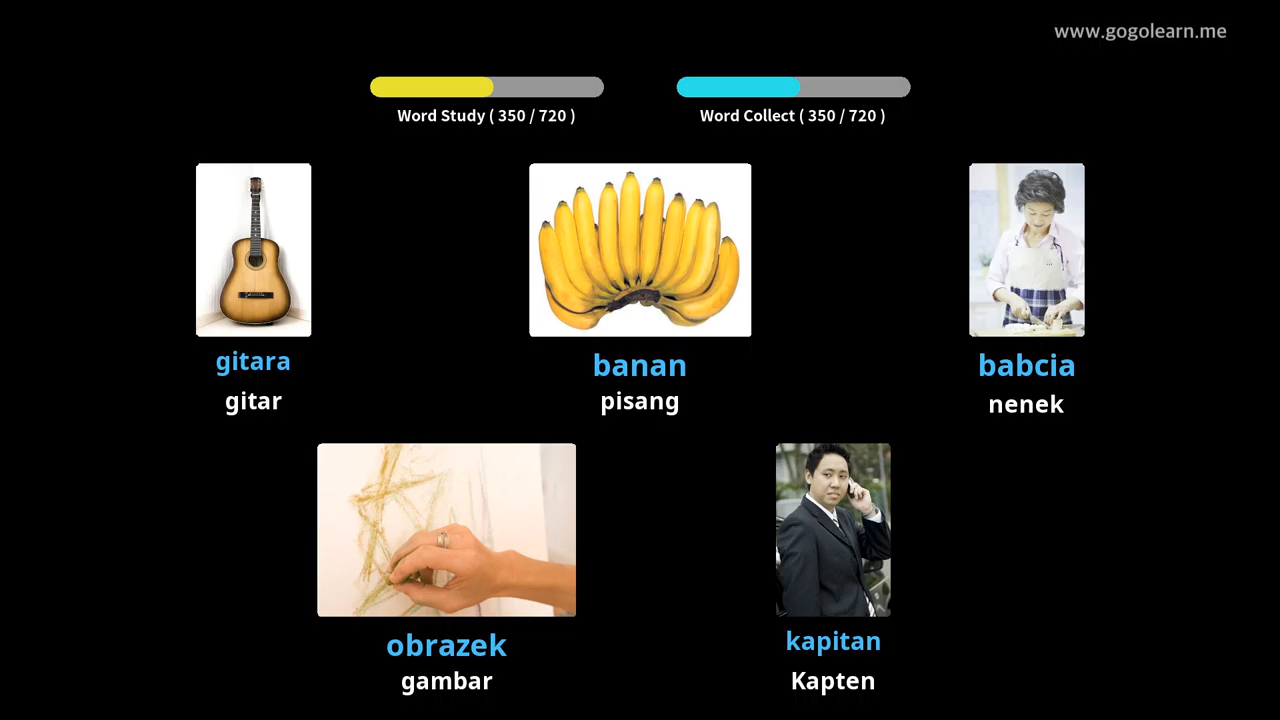 www.gogolearn.me
Word Study ( 350 / 720 )
Word Collect ( 350 / 720 )
gitara
gitar
banan
pisang
babcia
nenek
obrazek
gambar
kapitan
Kapten